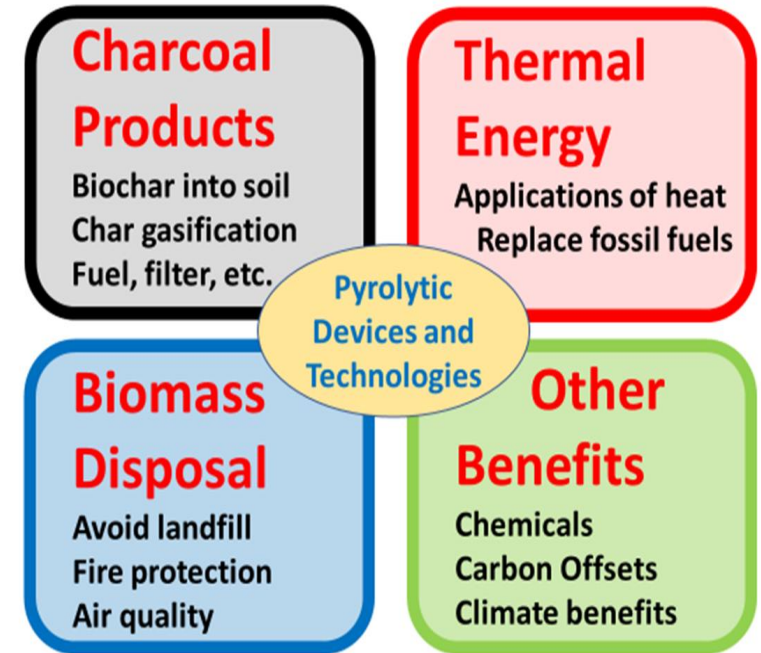 Charcoal
Products
Biochar into soil
Char gasification
Fuel, filter, etc.
Thermal
Energy
Applications of heat
Replace fossil fuels
Pyrolytic
Devices and
Technologies
Biomass
Disposal
Avoid landfill
Fire protection
Air quality
Other
Benefits
Chemicals
Carbon Offsets
Climate benefits